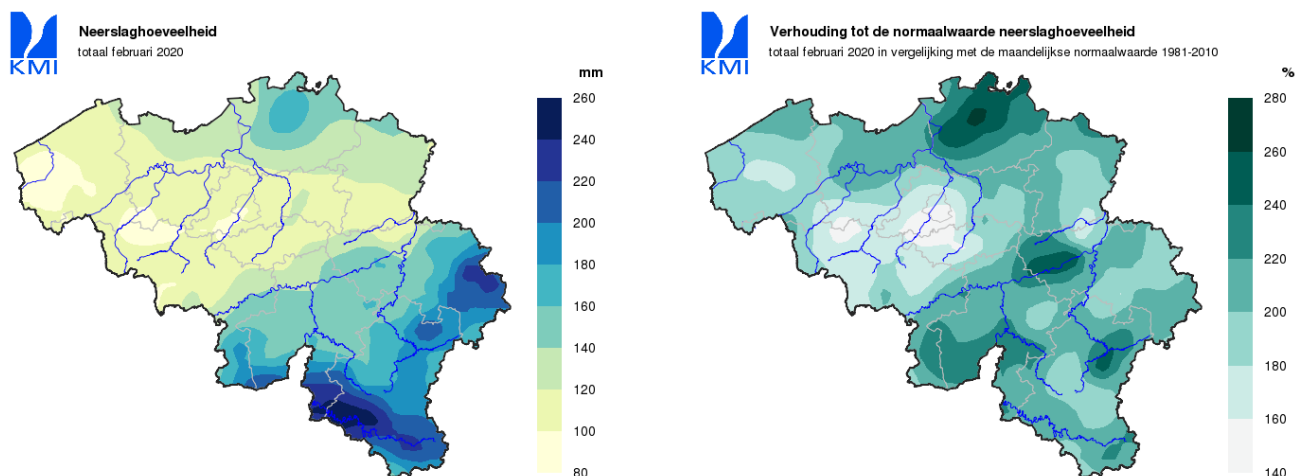 KMI
Neerslaghoeveelheid
totaal februari 2020
mm
260
240
220
200
180
160
140
120
100
80
KMI
Verhouding tot de normaalwaarde neerslaghoeveelheid
totaal februari 2020 in vergelijking met de maandelijkse normaalwaarde 1981-2010
%
280
260
240
220
200
180
160
140